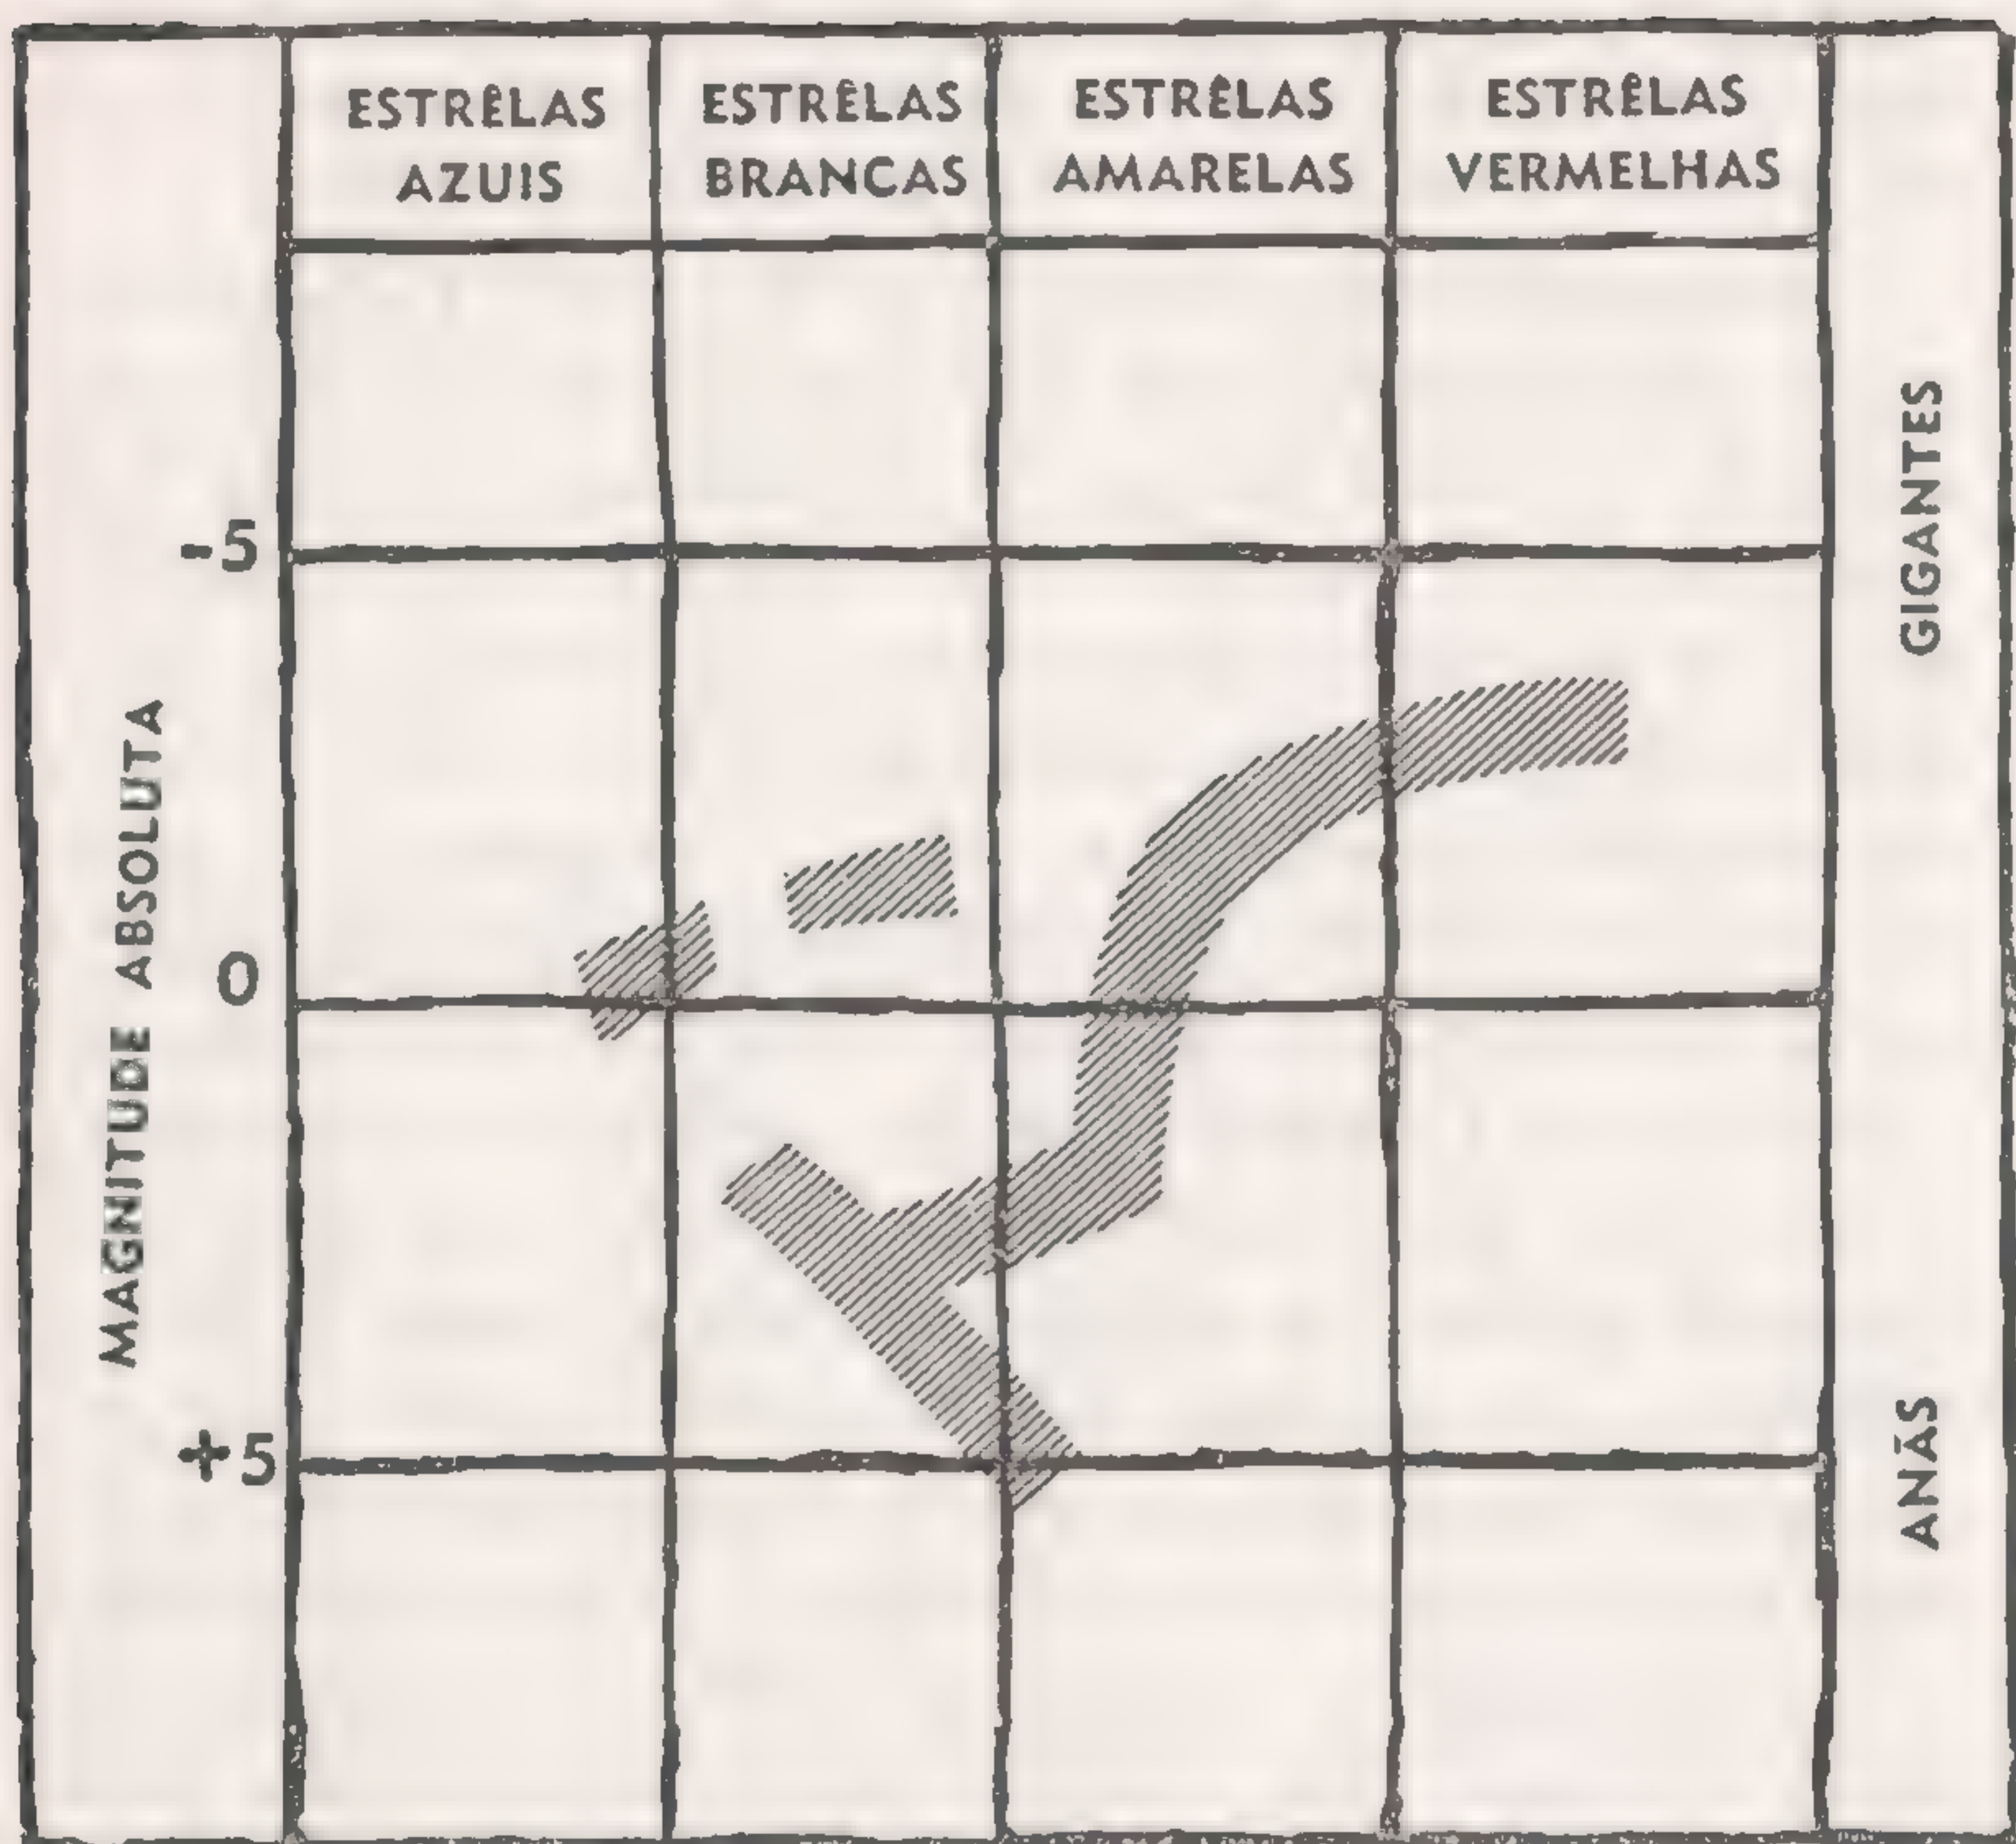 ESTRÊLAS
AZUIS
ESTRÊLAS
BRANCAS
ESTRÊLAS
AMARELAS
ESTRÊLAS
VERMELHAS
MAGNITUDE ABSOLUTA
-5
0
+5
GIGANTES
ANÃS